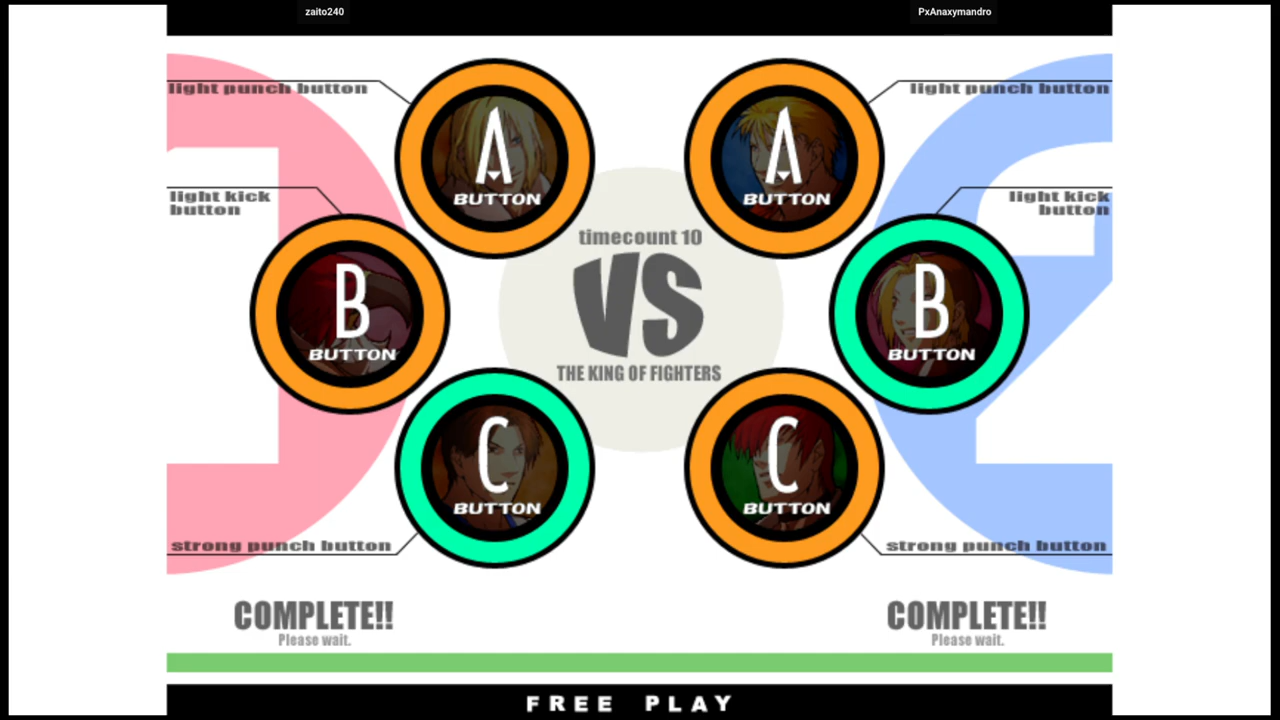 zaito240
PxAnaxymandro
light punch button
A
BUTTON
A
BUTTON
light punch button
light kick
button
B
BUTTON
timecount 10
VS
THE KING OF FIGHTERS
light kick
button
B
BUTTON
C
BUTTON
C
BUTTON
strong punch button
strong punch button
1
2
COMPLETE!!
Please wait.
COMPLETE!!
Please wait.
FREE PLAY